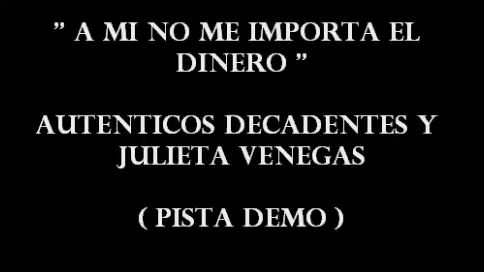 ” A MI NO ME IMPORTA EL
DINERO ”
AUTENTICOS DECADENTES Y
JULIETA VENEGAS
( PISTA DEMO )